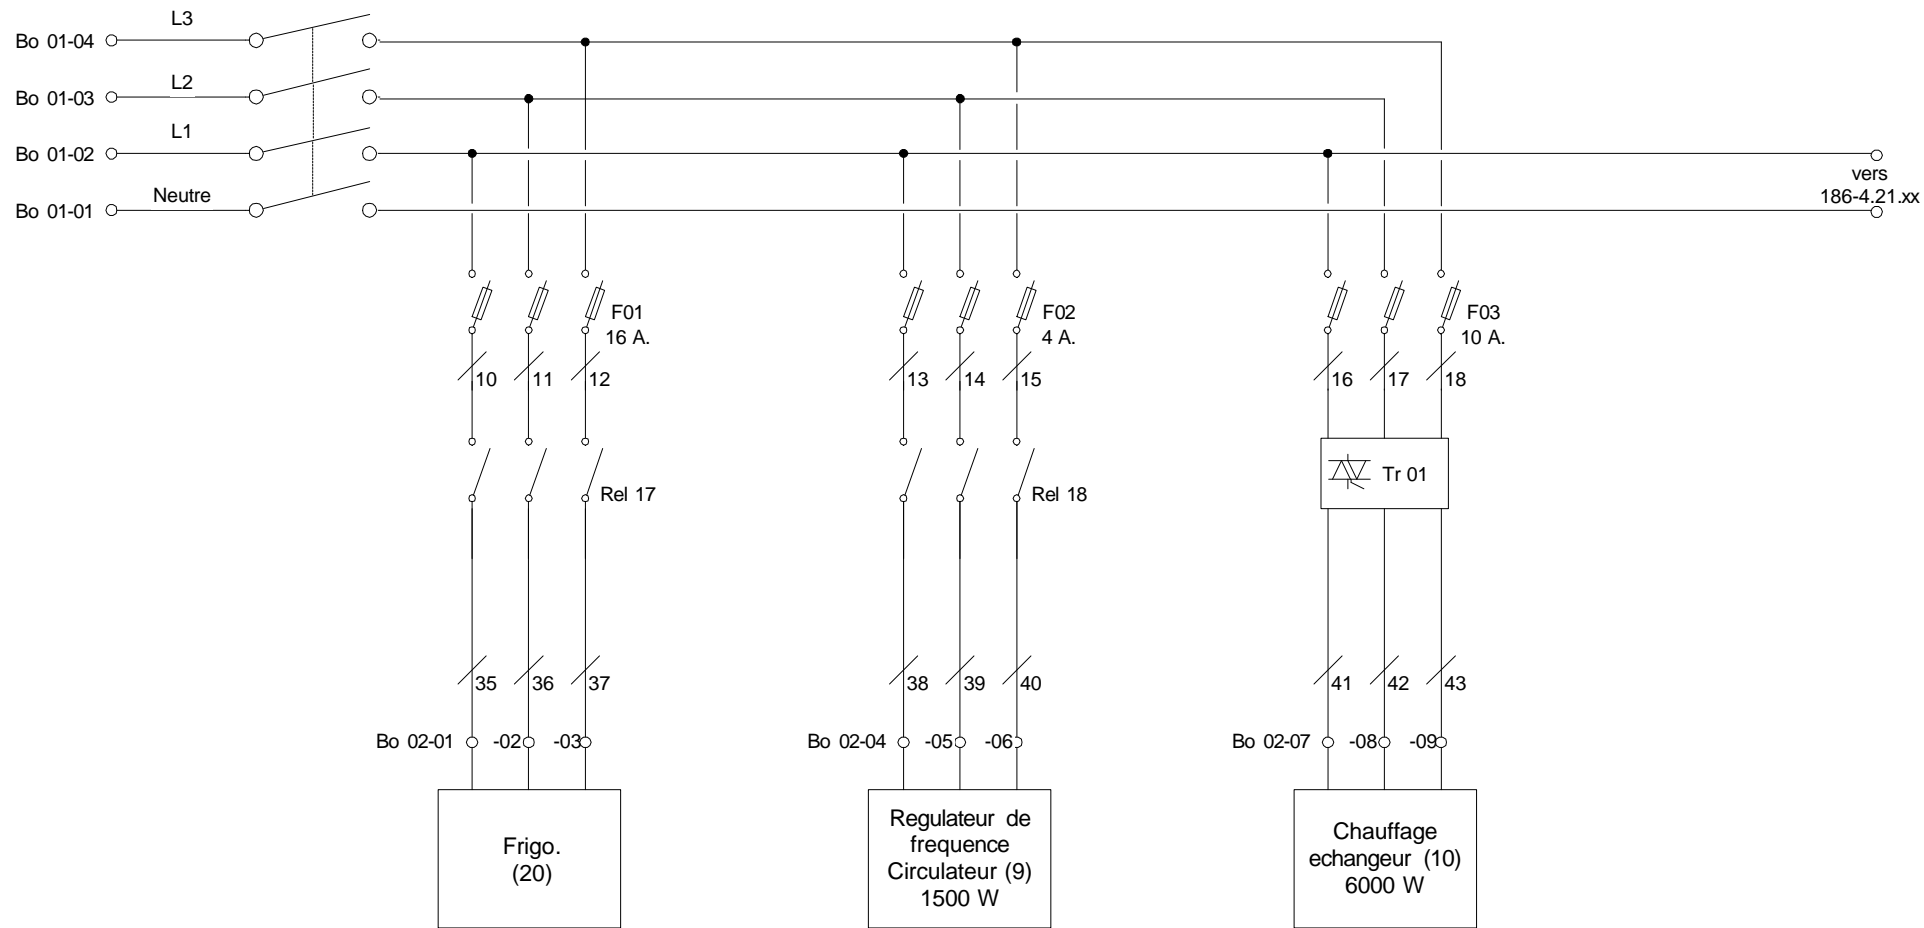 L3
Bo 01-04
L2
Bo 01-03
L1
Bo 01-02
Neutre
Bo 01-01
vers
186-4.21.xx
F01
16 A.
F02
4 A.
F03
10 A.
10 11 12
13 14 15
16 17 18
Rel 17
Rel 18
Tr 01
35 36 37
38 39 40
41 42 43
Bo 02-01 -02 -03
Bo 02-04 -05 -06
Bo 02-07 -08 -09
Frigo.
(20)
Regulateur de
frequence
Circulateur (9)
1500 W
Chauffage
echangeur (10)
6000 W